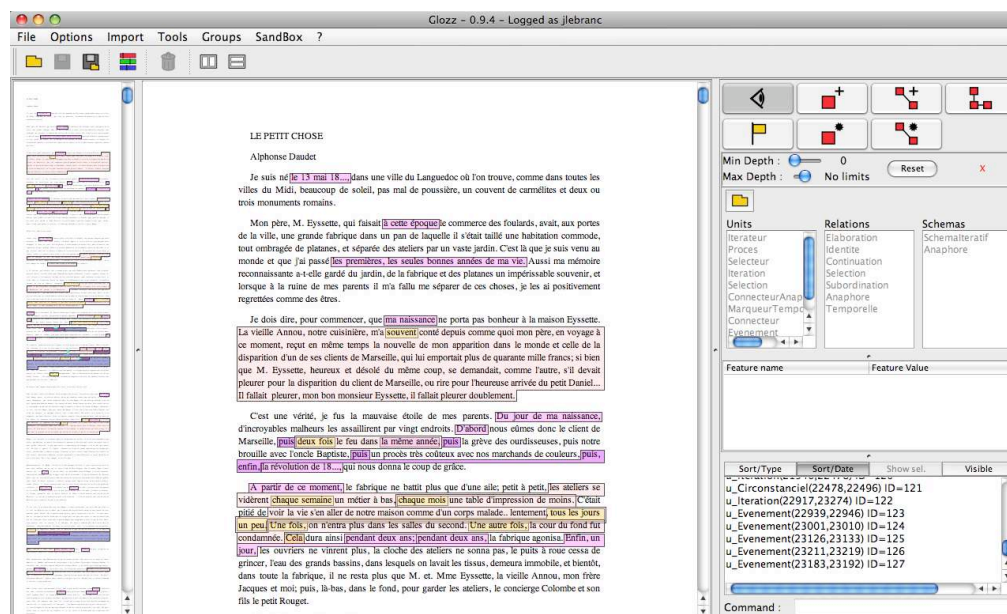 Glozz - 0.9.4 - Logged as jlebranc
File Options Import Tools Groups SandBox ?
LE PETIT CHOSE
Alphonse Daudet
Je suis né le 13 mai 18..., dans une ville du Languedoc où l'on trouve, comme dans toutes les
villes du Midi, beaucoup de soleil, pas mal de poussière, un couvent de carmélites et deux ou
trois monuments romains.
Mon père, M. Eyssette, qui faisait à cette époque le commerce des foulards, avait, aux portes
de la ville, une grande fabrique dans un pan de laquelle il s'était taillé une habitation commode,
tout ombragée de platanes, et séparée des ateliers par un vaste jardin. C'est là que je suis venu au
monde et que j'ai passé les premières, les seules bonnes années de ma vie. Aussi ma mémoire
reconnaissante a-t-elle gardé du jardin, de la fabrique et des platanes un impérissable souvenir, et
lorsque à la ruine de mes parents il m'a fallu me séparer de ces choses, je les ai positivement
regrettées comme des êtres.
Je dois dire, pour commencer, que ma naissance ne porta pas bonheur à la maison Eyssette.
La vieille Annou, notre cuisinière, m'a souvent conté depuis comme quoi mon père, en voyage à
ce moment, reçut en même temps la nouvelle de mon apparition dans le monde et celle de la
disparition d'un de ses clients de Marseille, qui lui emportait plus de quarante mille francs; si bien
que M. Eyssette, heureux et désolé du même coup, se demandait, comme l'autre, s'il devait
pleurer pour la disparition du client de Marseille, ou rire pour l'heureuse arrivée du petit Daniel...
Il fallait pleurer, mon bon monsieur Eyssette, il fallait pleurer doublement.
C'est une vérité, je fus la mauvaise étoile de mes parents. Du jour de ma naissance,
d'incroyables malheurs les assaillirent par vingt endroits. D'abord nous eûmes donc le client de
Marseille, puis deux fois le feu dans la même année, puis la grève des ourdisseuses, puis notre
brouille avec l'oncle Baptiste, puis un procès très coûteux avec nos marchands de couleurs, puis,
enfin, la révolution de 18..., qui nous donna le coup de grâce.
A partir de ce moment, la fabrique ne battit plus que d'une aile; petit à petit, les ateliers se
vidèrent chaque semaine un métier à bas, chaque mois une table d'impression de moins. C'était
pitié de voir la vie s'en aller de notre maison comme d'un corps malade.. lentement, tous les jours
un peu. Une fois, on n'entra plus dans les salles du second. Une autre fois, la cour du fond fut
condamnée. Cela dura ainsi pendant deux ans; pendant deux ans, la fabrique agonisa. Enfin, un
jour, les ouvriers ne vinrent plus, la cloche des ateliers ne sonna pas, le puits à roue cessa de
grincer, l'eau des grands bassins, dans lesquels on lavait les tissus, demeura immobile, et bientôt,
dans toute la fabrique, il ne resta plus que M. et. Mme Eyssette, la vieille Annou, mon frère
Jacques et moi; puis, là-bas, dans le fond, pour garder les ateliers, le concierge Colombe et son
fils le petit Rouget.
Min Depth : 0
Max Depth : No limits
Reset
X
Units
Iterateur
Proces
Selecteur
Iteration
Selection
ConnecteurAnap
MarqueurTempo
Connecteur
Evenement
Relations
Elaboration
Identite
Continuation
Selection
Subordination
Anaphore
Temporelle
Schemas
SchemaIteratif
Anaphore
Feature name Feature Value
Sort/Type Sort/Date Show sel. Visible
u_Circonstanciel(22478,22496) ID=121
u_Iteration(22917,23274) ID=122
u_Evenement(22939,22946) ID=123
u_Evenement(23001,23010) ID=124
u_Evenement(23126,23133) ID=125
u_Evenement(23211,23219) ID=126
u_Evenement(23183,23192) ID=127
Command :